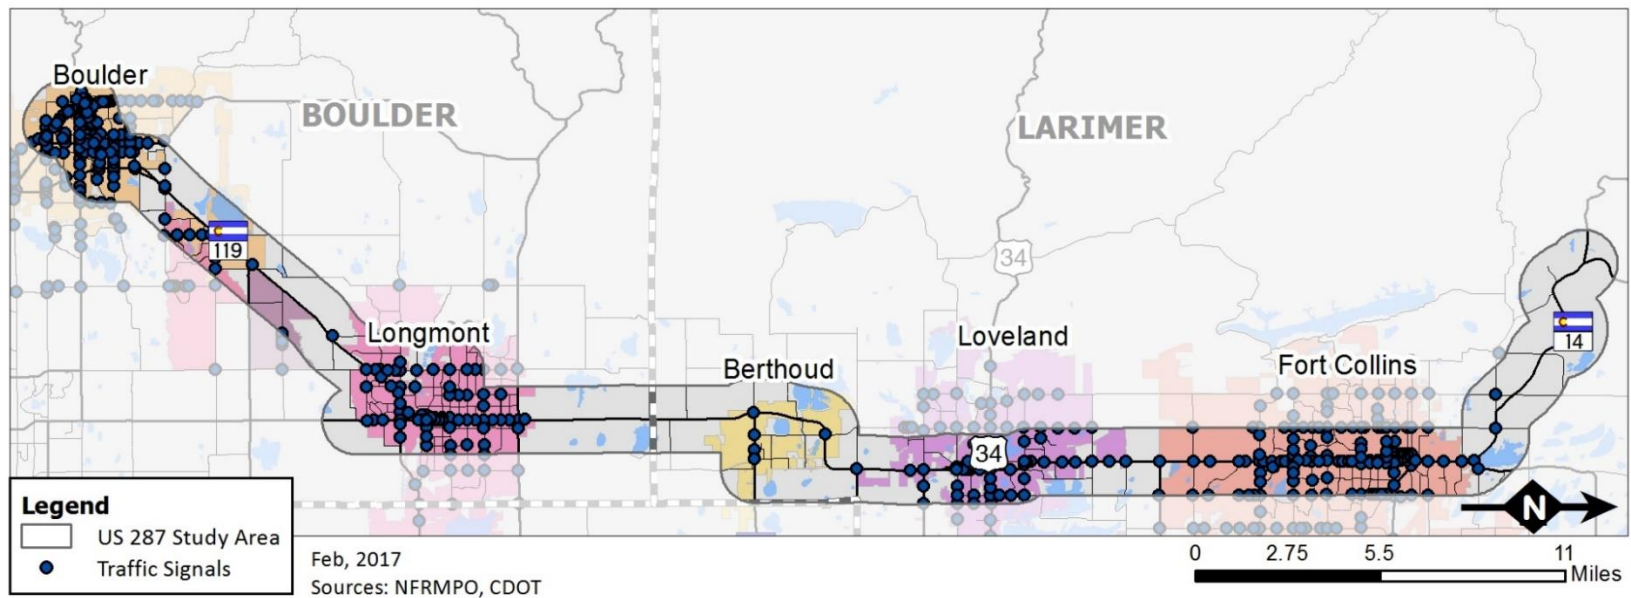 Boulder
BOULDER
LARIMER
119
34
14
Longmont
Loveland
Berthoud
Fort Collins
34
N
Legend
US 287 Study Area
Traffic Signals
Feb, 2017
Sources: NFRMPO, CDOT
0 2.75 5.5 11
Miles